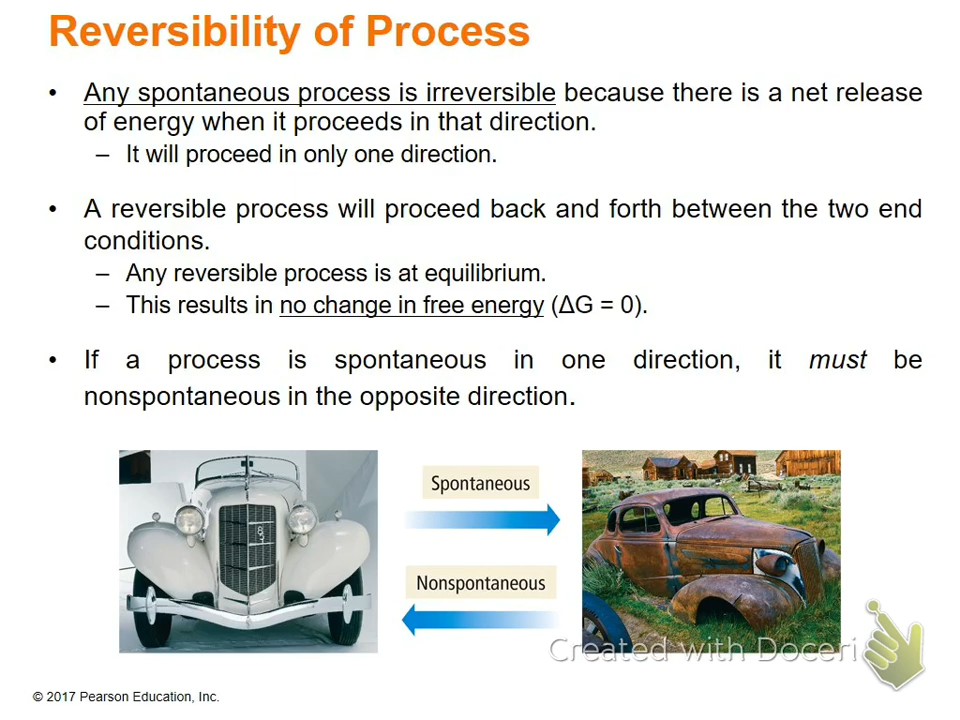 Reversibility of Process
• Any spontaneous process is irreversible because there is a net release
of energy when it proceeds in that direction.
– It will proceed in only one direction.
• A reversible process will proceed back and forth between the two end
conditions.
– Any reversible process is at equilibrium.
– This results in no change in free energy (ΔG = 0).
• If a process is spontaneous in one direction, it must be
nonspontaneous in the opposite direction.
Spontaneous
Nonspontaneous
Created with Doceri
© 2017 Pearson Education, Inc.